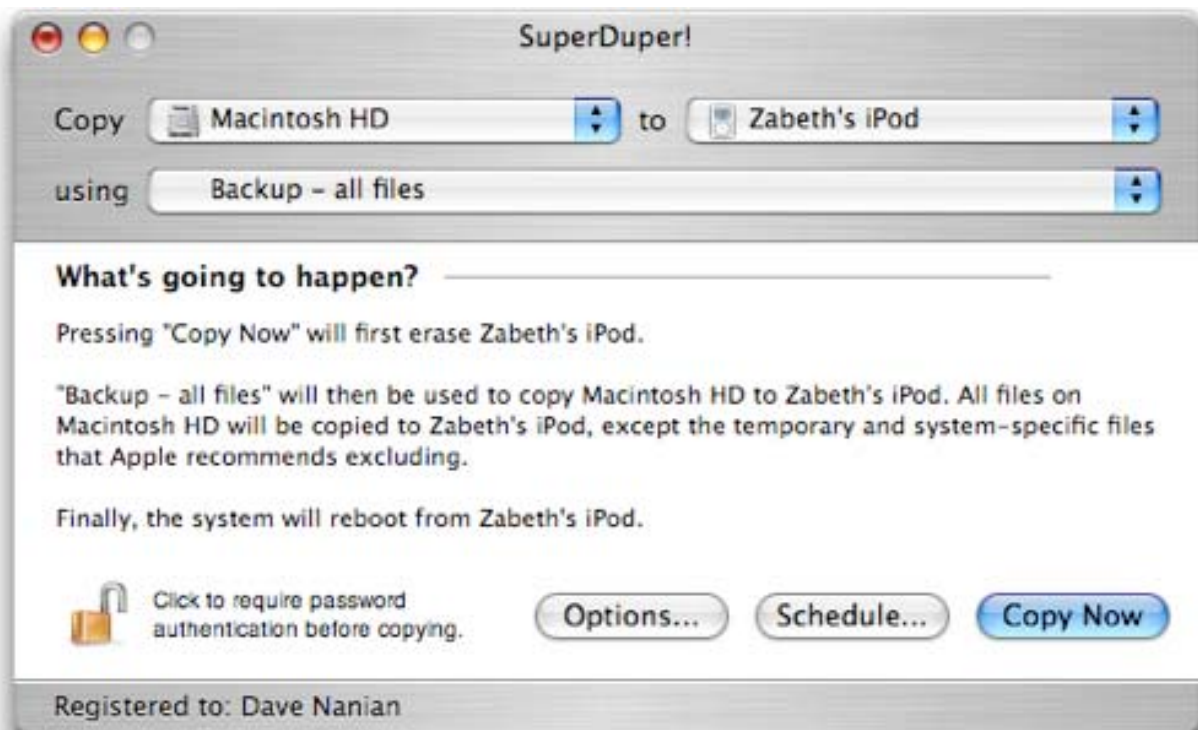 SuperDuper!
Copy Macintosh HD to Zabeth's iPod
using Backup – all files
What's going to happen?
Pressing "Copy Now" will first erase Zabeth's iPod.
"Backup – all files" will then be used to copy Macintosh HD to Zabeth's iPod. All files on
Macintosh HD will be copied to Zabeth's iPod, except the temporary and system-specific files
that Apple recommends excluding.
Finally, the system will reboot from Zabeth's iPod.
Click to require password
authentication before copying.
Options... Schedule... Copy Now
Registered to: Dave Nanian